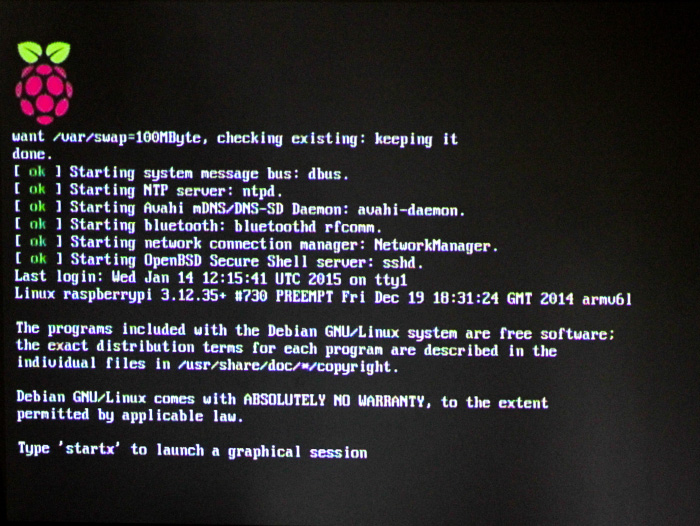 want /var/swap=100MByte, checking existing: keeping it
done.
[ ok ] Starting system message bus: dbus.
[ ok ] Starting NTP server: ntpd.
[ ok ] Starting Avahi mDNS/DNS-SD Daemon: avahi-daemon.
[ ok ] Starting bluetooth: bluetoothd rfcomm.
[ ok ] Starting network connection manager: NetworkManager.
[ ok ] Starting OpenBSD Secure Shell server: sshd.
Last login: Wed Jan 14 12:15:41 UTC 2015 on tty1
Linux raspberrypi 3.12.35+ #730 PREEMPT Fri Dec 19 18:31:24 GMT 2014 armv6l
The programs included with the Debian GNU/Linux system are free software;
the exact distribution terms for each program are described in the
individual files in /usr/share/doc/*/copyright.
Debian GNU/Linux comes with ABSOLUTELY NO WARRANTY, to the extent
permitted by applicable law.
Type 'startx' to launch a graphical session